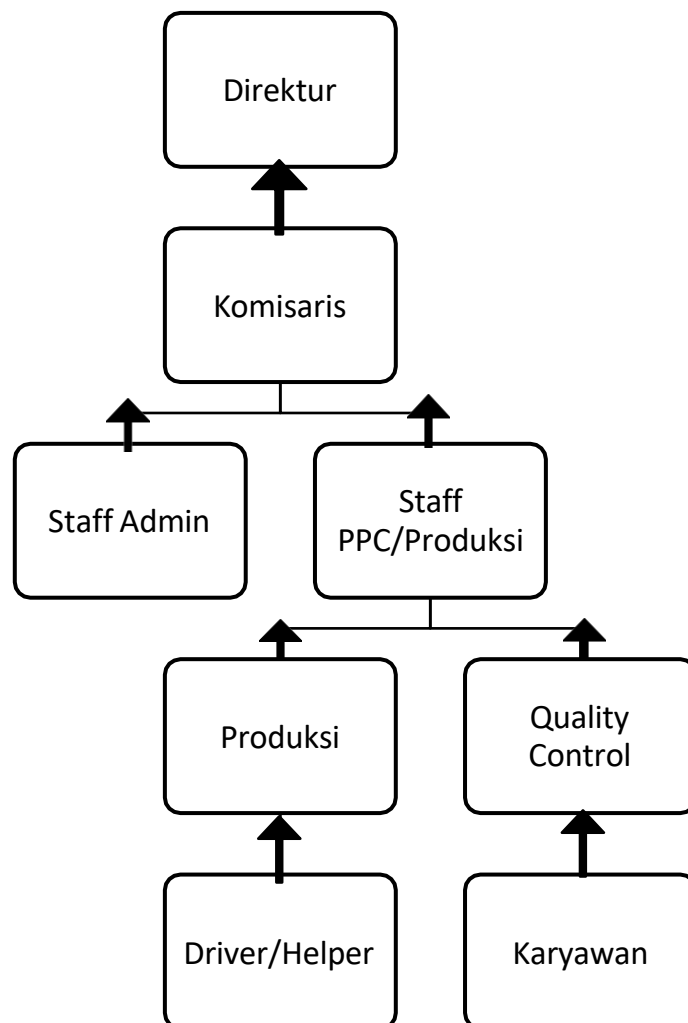 Direktur
Komisaris
Staff Admin
Staff
PPC/Produksi
Produksi
Quality
Control
Driver/Helper
Karyawan